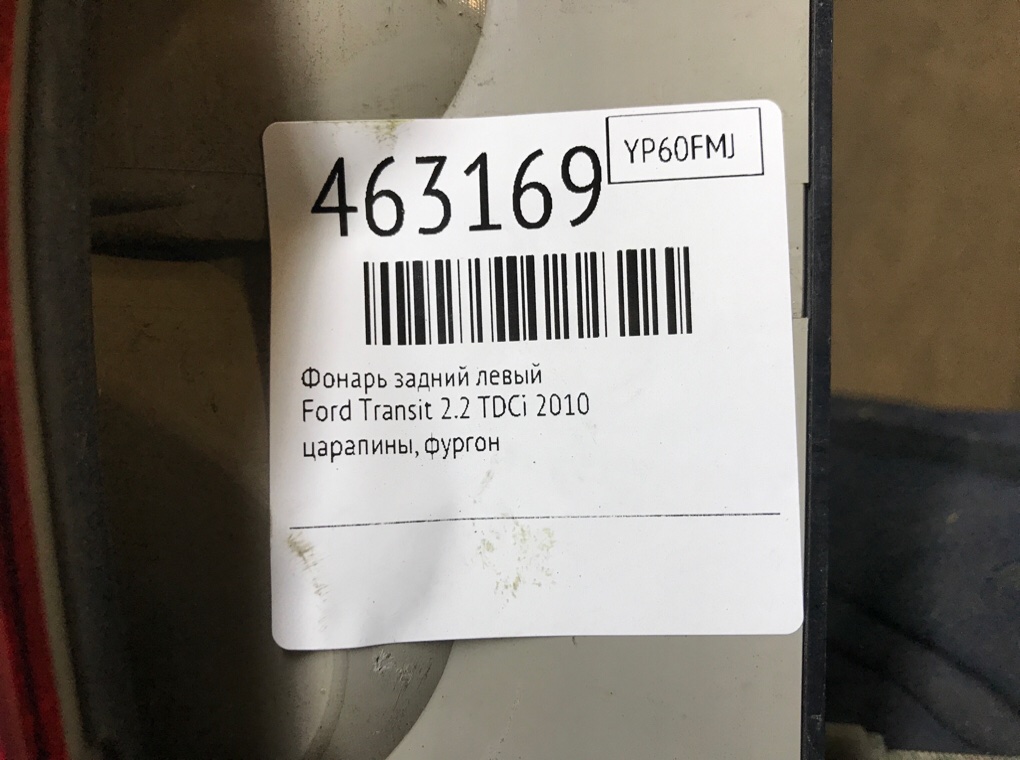 463169
YP60FMJ
Фонарь задний левый
Ford Transit 2.2 TDCi 2010
царапины, фургон